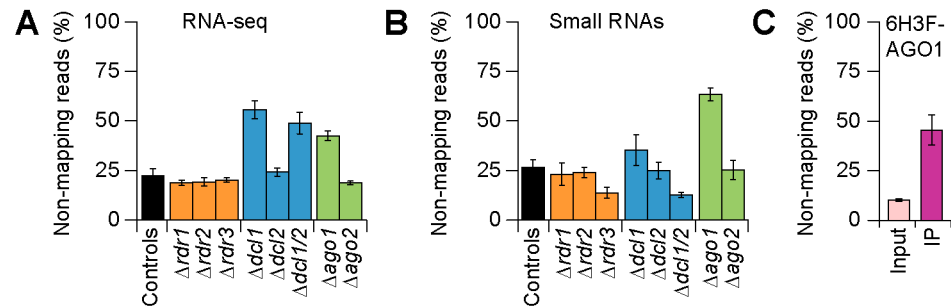 A
RNA-seq
Non-mapping reads (%)
100
75
50
25
0
Controls
Δrdr1
Δrdr2
Δrdr3
Δdcl1
Δdcl2
Δdcl1/2
Δago1
Δago2
B
Small RNAs
Non-mapping reads (%)
100
75
50
25
0
Controls
Δrdr1
Δrdr2
Δrdr3
Δdcl1
Δdcl2
Δdcl1/2
Δago1
Δago2
C
6H3F-
AGO1
Non-mapping reads (%)
100
75
50
25
0
Input
IP